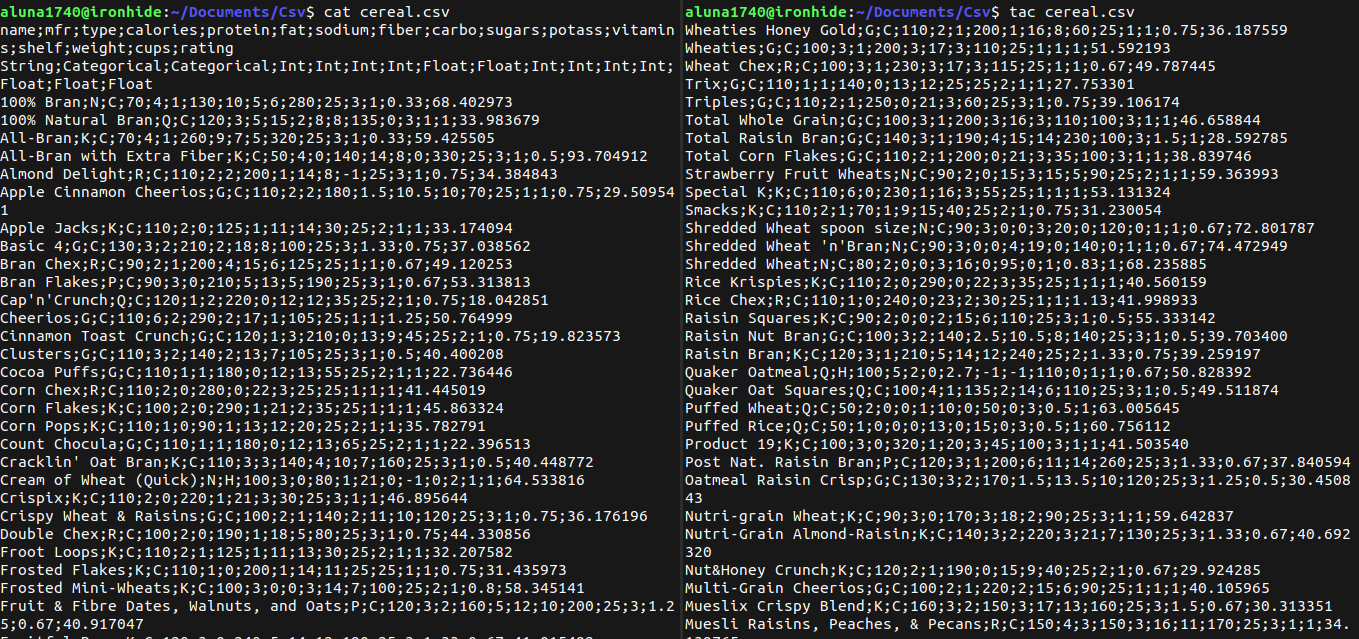 aluna1740@ironhide:~/Documents/Csv$ cat cereal.csv
name;mfr;type;calories;protein;fat;sodium;fiber;carbo;sugars;potass;vitamin
s;shelf;weight;cups;rating
String;Categorical;Categorical;Int;Int;Int;Int;Float;Float;Int;Int;Int;Int;
Float;Float;Float
100% Bran;N;C;70;4;1;130;10;5;6;280;25;3;1;0.33;68.402973
100% Natural Bran;Q;C;120;3;5;15;2;8;8;135;0;3;1;1;33.983679
All-Bran;K;C;70;4;1;260;9;7;5;320;25;3;1;0.33;59.425505
All-Bran with Extra Fiber;K;C;50;4;0;140;14;8;0;330;25;3;1;0.5;93.704912
Almond Delight;R;C;110;2;2;200;1;14;8;-1;25;3;1;0.75;34.384843
Apple Cinnamon Cheerios;G;C;110;2;2;180;1.5;10.5;10;70;25;1;1;0.75;29.50954
1
Apple Jacks;K;C;110;2;0;125;1;11;14;30;25;2;1;1;33.174094
Basic 4;G;C;130;3;2;210;2;18;8;100;25;3;1.33;0.75;37.038562
Bran Chex;R;C;90;2;1;200;4;15;6;125;25;1;1;0.67;49.120253
Bran Flakes;P;C;90;3;0;210;5;13;5;190;25;3;1;0.67;53.313813
Cap'n'Crunch;Q;C;120;1;2;220;0;12;12;35;25;2;1;0.75;18.042851
Cheerios;G;C;110;6;2;290;2;17;1;105;25;1;1;1.25;50.764999
Cinnamon Toast Crunch;G;C;120;1;3;210;0;13;9;45;25;2;1;0.75;19.823573
Clusters;G;C;110;3;2;140;2;13;7;105;25;3;1;0.5;40.400208
Cocoa Puffs;G;C;110;1;1;180;0;12;13;55;25;2;1;1;22.736446
Corn Chex;R;C;110;2;0;280;0;22;3;25;25;1;1;1;41.445019
Corn Flakes;K;C;100;2;0;290;1;21;2;35;25;1;1;1;45.863324
Corn Pops;K;C;110;1;0;90;1;13;12;20;25;2;1;1;35.782791
Count Chocula;G;C;110;1;1;180;0;12;13;65;25;2;1;1;22.396513
Cracklin' Oat Bran;K;C;110;3;3;140;4;10;7;160;25;3;1;0.5;40.448772
Cream of Wheat (Quick);N;H;100;3;0;80;1;21;0;-1;0;2;1;1;64.533816
Crispix;K;C;110;2;0;220;1;21;3;30;25;3;1;1;46.895644
Crispy Wheat & Raisins;G;C;100;2;1;140;2;11;10;120;25;3;1;0.75;36.176196
Double Chex;R;C;100;2;0;190;1;18;5;80;25;3;1;0.75;44.330856
Froot Loops;K;C;110;2;1;125;1;11;13;30;25;2;1;1;32.207582
Frosted Flakes;K;C;110;1;0;200;1;14;11;25;25;1;1;0.75;31.435973
Frosted Mini-Wheats;K;C;100;3;0;0;3;14;7;100;25;2;1;0.8;58.345141
Fruit & Fibre Dates, Walnuts, and Oats;P;C;120;3;2;160;5;12;10;200;25;3;1.2
5;0.67;40.917047
aluna1740@ironhide:~/Documents/Csv$ tac cereal.csv
Wheaties Honey Gold;G;C;110;2;1;200;1;16;8;60;25;1;1;0.75;36.187559
Wheaties;G;C;100;3;1;200;3;17;3;110;25;1;1;1;51.592193
Wheat Chex;R;C;100;3;1;230;3;17;3;115;25;1;1;0.67;49.787445
Trix;G;C;110;1;1;140;0;13;12;25;25;2;1;1;27.753301
Triples;G;C;110;2;1;250;0;21;3;60;25;3;1;0.75;39.106174
Total Whole Grain;G;C;100;3;1;200;3;16;3;110;100;3;1;1;46.658844
Total Raisin Bran;G;C;140;3;1;190;4;15;14;230;100;3;1.5;1;28.592785
Total Corn Flakes;G;C;110;2;1;200;0;21;3;35;100;3;1;1;38.839746
Strawberry Fruit Wheats;N;C;90;2;0;15;3;15;5;90;25;2;1;1;59.363993
Special K;K;C;110;6;0;230;1;16;3;55;25;1;1;1;53.131324
Smacks;K;C;110;2;1;70;1;9;15;40;25;2;1;0.75;31.230054
Shredded Wheat spoon size;N;C;90;3;0;0;3;20;0;120;0;1;1;0.67;72.801787
Shredded Wheat 'n'Bran;N;C;90;3;0;0;4;19;0;140;0;1;1;0.67;74.472949
Shredded Wheat;N;C;80;2;0;0;3;16;0;95;0;1;0.83;1;68.235885
Rice Krispies;K;C;110;2;0;290;0;22;3;35;25;1;1;1;40.560159
Rice Chex;R;C;110;1;0;240;0;23;2;30;25;1;1;1.13;41.998933
Raisin Squares;K;C;90;2;0;0;2;15;6;110;25;3;1;0.5;55.333142
Raisin Nut Bran;G;C;100;3;2;140;2.5;10.5;8;140;25;3;1;0.5;39.703400
Raisin Bran;K;C;120;3;1;210;5;14;12;240;25;2;1.33;0.75;39.259197
Quaker Oatmeal;Q;H;100;5;2;0;2.7;-1;-1;110;0;1;1;0.67;50.828392
Quaker Oat Squares;Q;C;100;4;1;135;2;14;6;110;25;3;1;0.5;49.511874
Puffed Wheat;Q;C;50;2;0;0;1;10;0;50;0;3;0.5;1;63.005645
Puffed Rice;Q;C;50;1;0;0;0;13;0;15;0;3;0.5;1;60.756112
Product 19;K;C;100;3;0;320;1;20;3;45;100;3;1;1;41.503540
Post Nat. Raisin Bran;P;C;120;3;1;200;6;11;14;260;25;3;1.33;0.67;37.840594
Oatmeal Raisin Crisp;G;C;130;3;2;170;1.5;13.5;10;120;25;3;1.25;0.5;30.4508
43
Nutri-grain Wheat;K;C;90;3;0;170;3;18;2;90;25;3;1;1;59.642837
Nutri-Grain Almond-Raisin;K;C;140;3;2;220;3;21;7;130;25;3;1.33;0.67;40.692
320
Nut&Honey Crunch;K;C;120;2;1;190;0;15;9;40;25;2;1;0.67;29.924285
Multi-Grain Cheerios;G;C;100;2;1;220;2;15;6;90;25;1;1;1;40.105965
Mueslix Crispy Blend;K;C;160;3;2;150;3;17;13;160;25;3;1.5;0.67;30.313351
Muesli Raisins, Peaches, & Pecans;R;C;150;4;3;150;3;16;11;170;25;3;1;1;34.